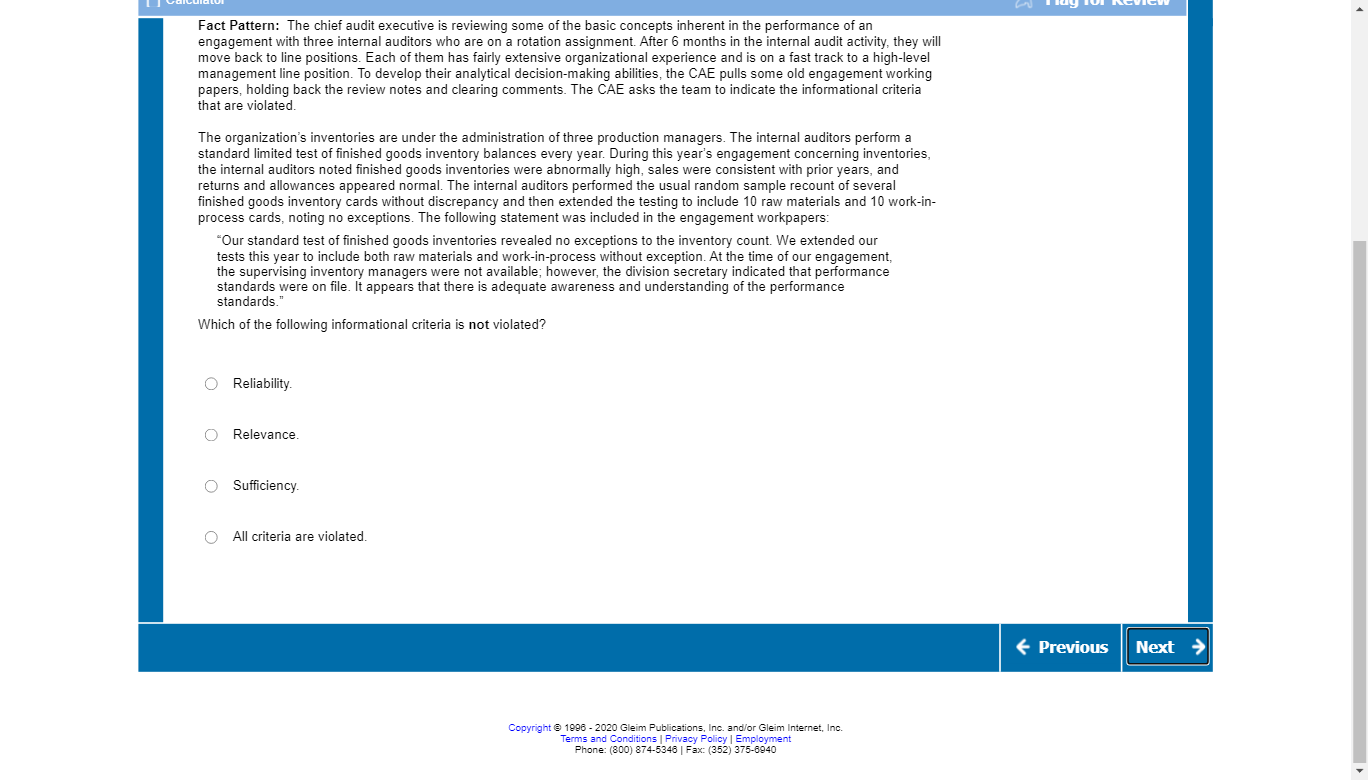 Calculator
Flag for Review
Fact Pattern: The chief audit executive is reviewing some of the basic concepts inherent in the performance of an
engagement with three internal auditors who are on a rotation assignment. After 6 months in the internal audit activity, they will
move back to line positions. Each of them has fairly extensive organizational experience and is on a fast track to a high-level
management line position. To develop their analytical decision-making abilities, the CAE pulls some old engagement working
papers, holding back the review notes and clearing comments. The CAE asks the team to indicate the informational criteria
that are violated.
The organization’s inventories are under the administration of three production managers. The internal auditors perform a
standard limited test of finished goods inventory balances every year. During this year’s engagement concerning inventories,
the internal auditors noted finished goods inventories were abnormally high, sales were consistent with prior years, and
returns and allowances appeared normal. The internal auditors performed the usual random sample recount of several
finished goods inventory cards without discrepancy and then extended the testing to include 10 raw materials and 10 work-in-
process cards, noting no exceptions. The following statement was included in the engagement workpapers:
“Our standard test of finished goods inventories revealed no exceptions to the inventory count. We extended our
tests this year to include both raw materials and work-in-process without exception. At the time of our engagement,
the supervising inventory managers were not available; however, the division secretary indicated that performance
standards were on file. It appears that there is adequate awareness and understanding of the performance
standards.”
Which of the following informational criteria is not violated?
Reliability.
Relevance.
Sufficiency.
All criteria are violated.
Previous
Next
Copyright © 1996 - 2020 Gleim Publications, Inc. and/or Gleim Internet, Inc.
Terms and Conditions | Privacy Policy | Employment
Phone: (800) 874-5346 | Fax: (352) 375-6940